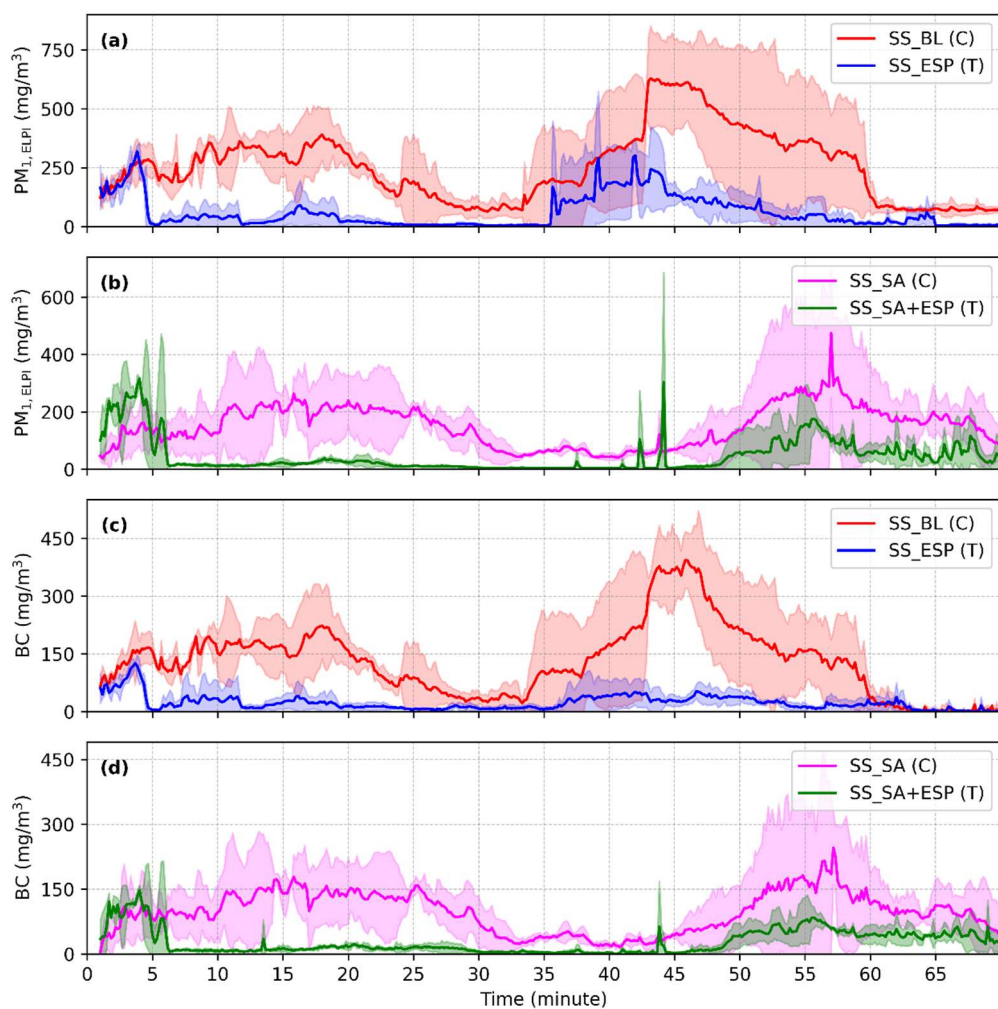 (a)
SS_BL (C)
SS_ESP (T)
PM1, ELPI (mg/m³)
750
500
250
0
(b)
SS_SA (C)
SS_SA+ESP (T)
PM1, ELPI (mg/m³)
600
400
200
0
(c)
SS_BL (C)
SS_ESP (T)
BC (mg/m³)
450
300
150
0
(d)
SS_SA (C)
SS_SA+ESP (T)
BC (mg/m³)
450
300
150
0
0 5 10 15 20 25 30 35 40 45 50 55 60 65
Time (minute)